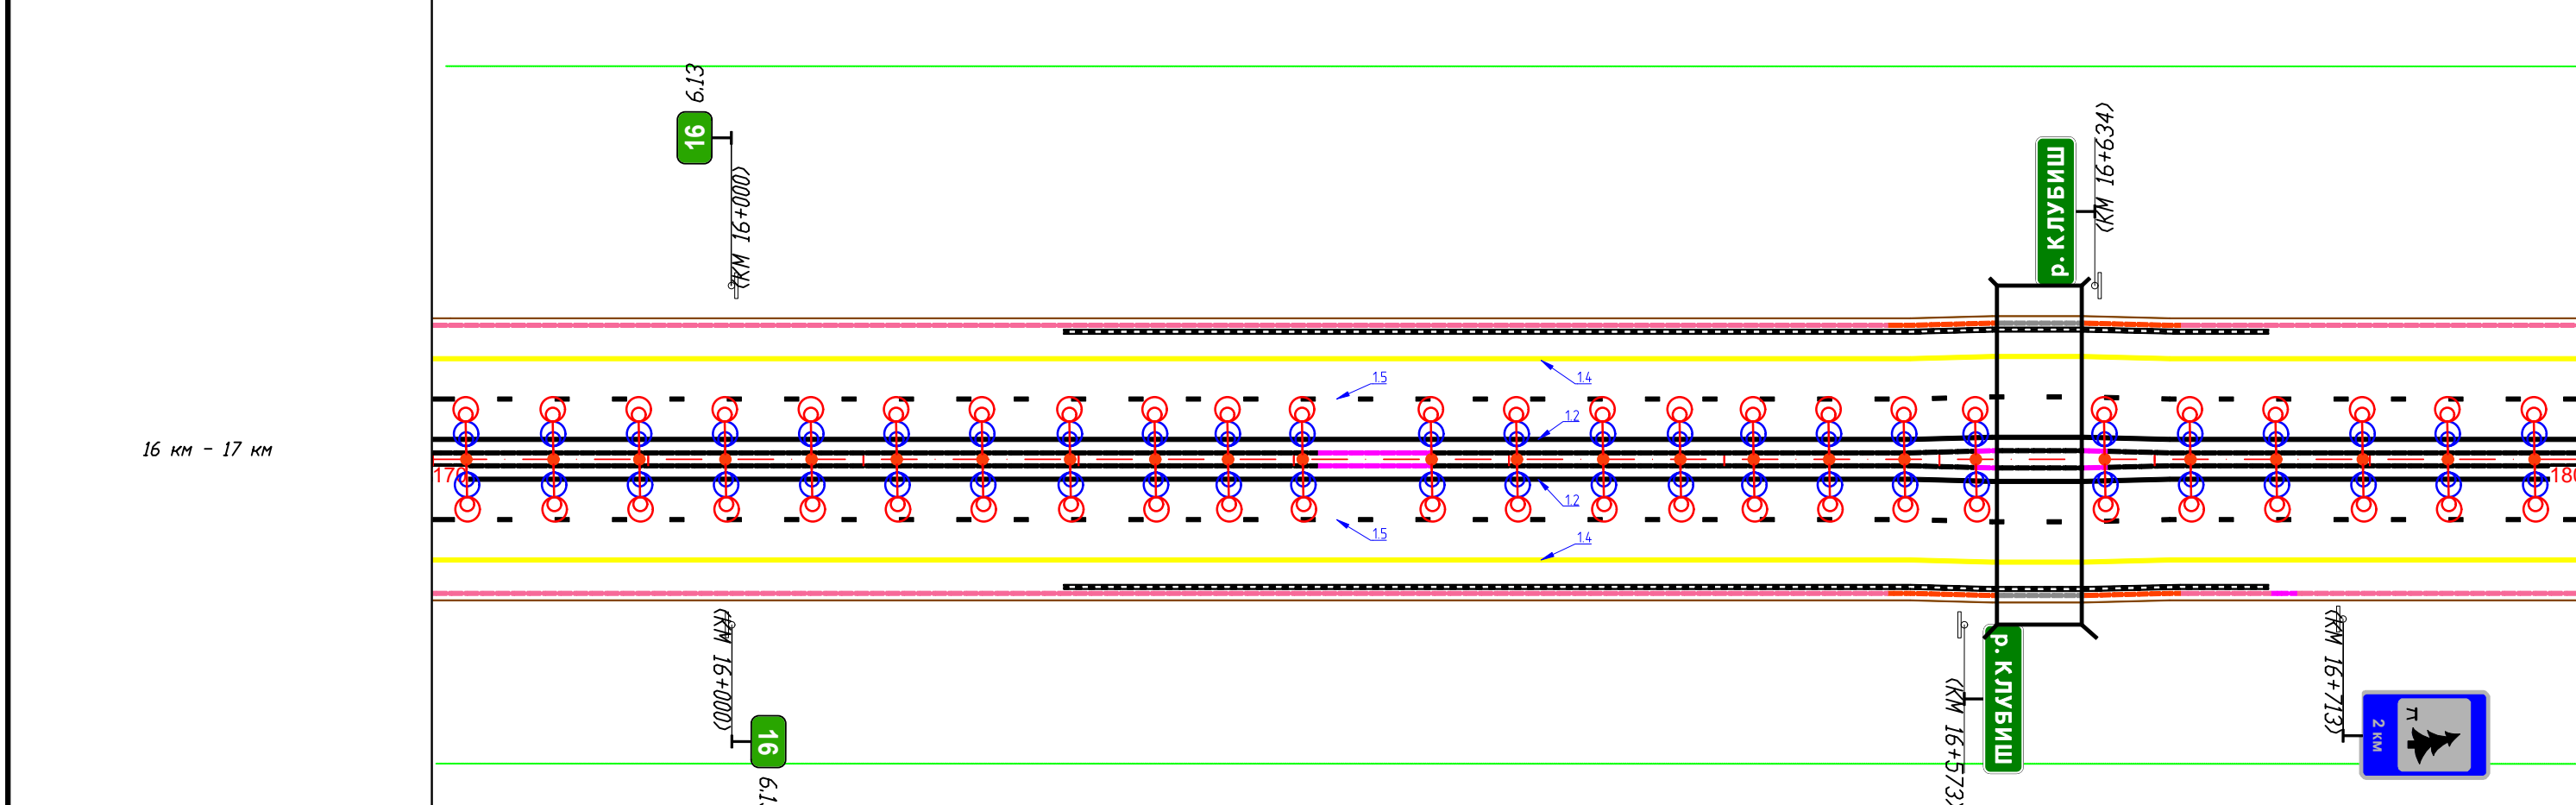 6.13
16
(КМ 16+000)
р. КЛУБИШ
(КМ 16+634)
1.5
1.4
1.2
16 км - 17 км
1.2
1.5
1.4
(КМ 16+000)
16
р. КЛУБИШ
(КМ 16+573)
(КМ 16+713)
2 КМ